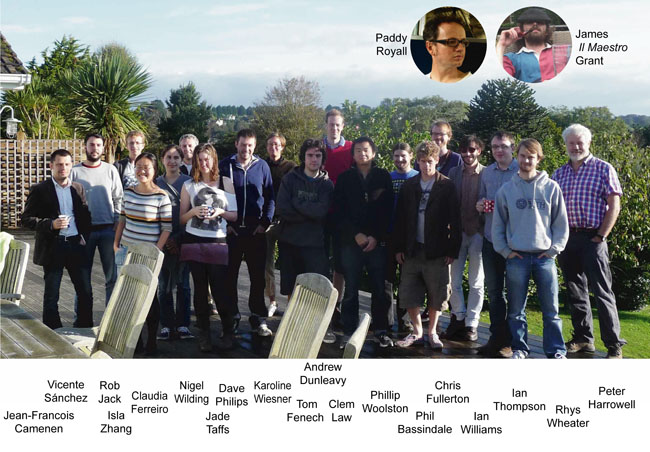 Paddy
Royall
James
Il Maestro
Grant
Jean-Francois
Camenen
Vicente
Sánchez
Rob
Jack
Isla
Zhang
Claudia
Ferreiro
Nigel
Wilding
Jade
Taffs
Dave
Philips
Karoline
Wiesner
Tom
Fenech
Andrew
Dunleavy
Clem
Law
Phillip
Woolston
Phil
Bassindale
Chris
Fullerton
Ian
Williams
Ian
Thompson
Rhys
Wheater
Peter
Harrowell